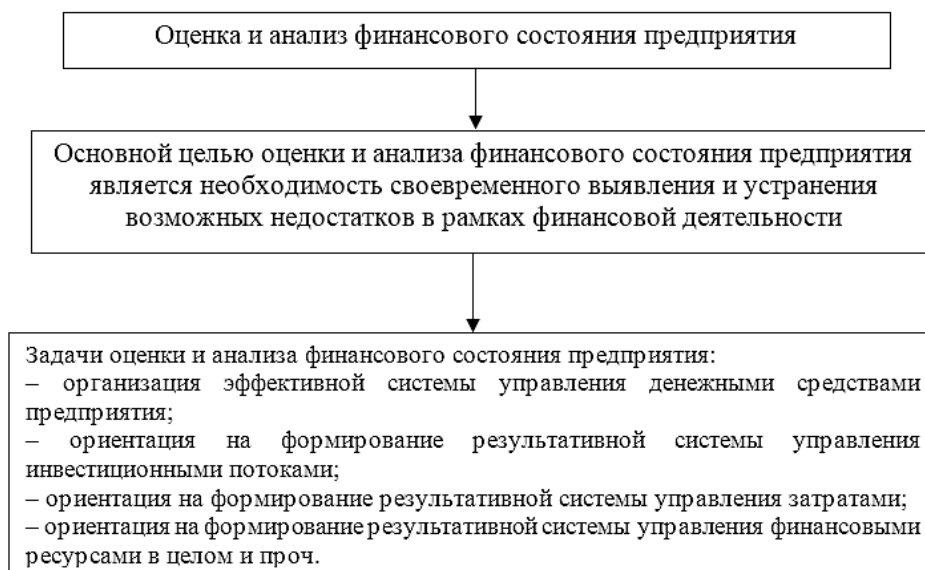 Оценка и анализ финансового состояния предприятия
Основной целью оценки и анализа финансового состояния предприятия
является необходимость своевременного выявления и устранения
возможных недостатков в рамках финансовой деятельности
Задачи оценки и анализа финансового состояния предприятия:
– организация эффективной системы управления денежными средствами
предприятия;
– ориентация на формирование результативной системы управления
инвестиционными потоками;
– ориентация на формирование результативной системы управления затратами;
– ориентация на формирование результативной системы управления финансовыми
ресурсами в целом и проч.